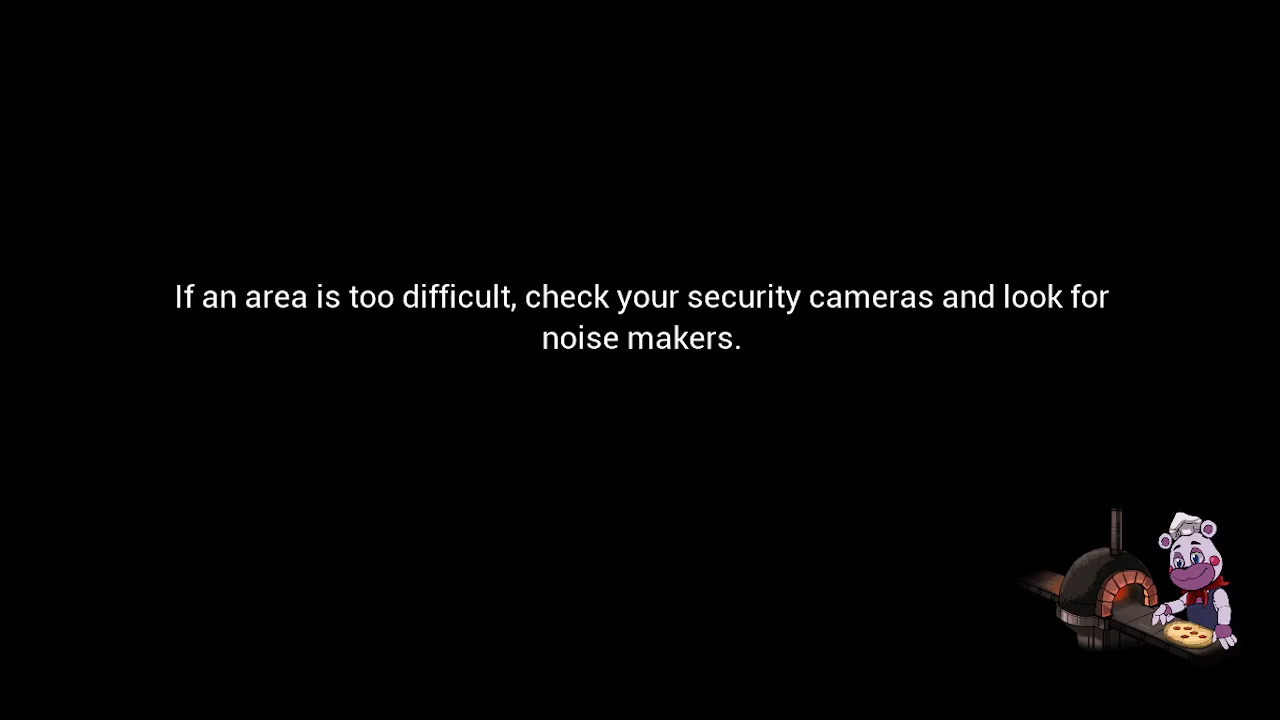 If an area is too difficult, check your security cameras and look for
noise makers.